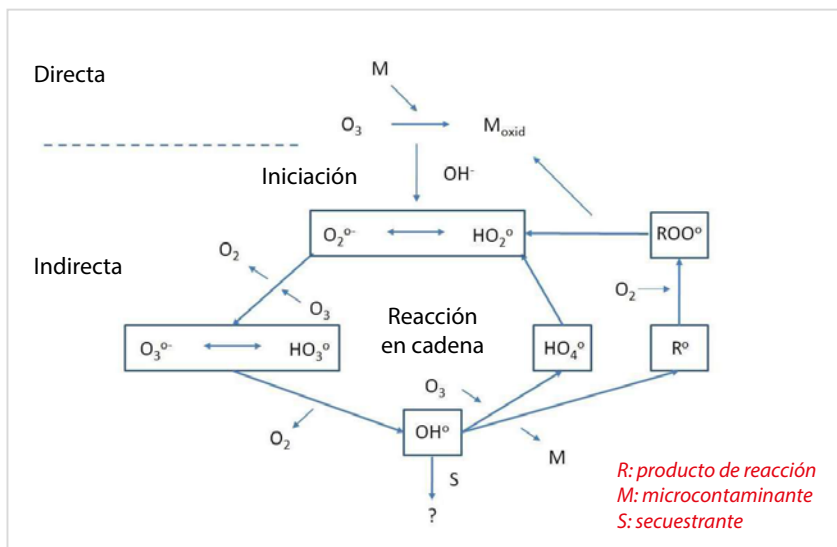 Directa
M
O₃
M_oxid
Iniciación
OH⁻
O₂º⁻
HO₂º
ROOº
Indirecta
O₂
O₃
O₂
Reacción
en cadena
O₃º⁻
HO₃º
HO₄º
Rº
O₃
O₂
OHº
M
S
?
R: producto de reacción
M: microcontaminante
S: secuestrante